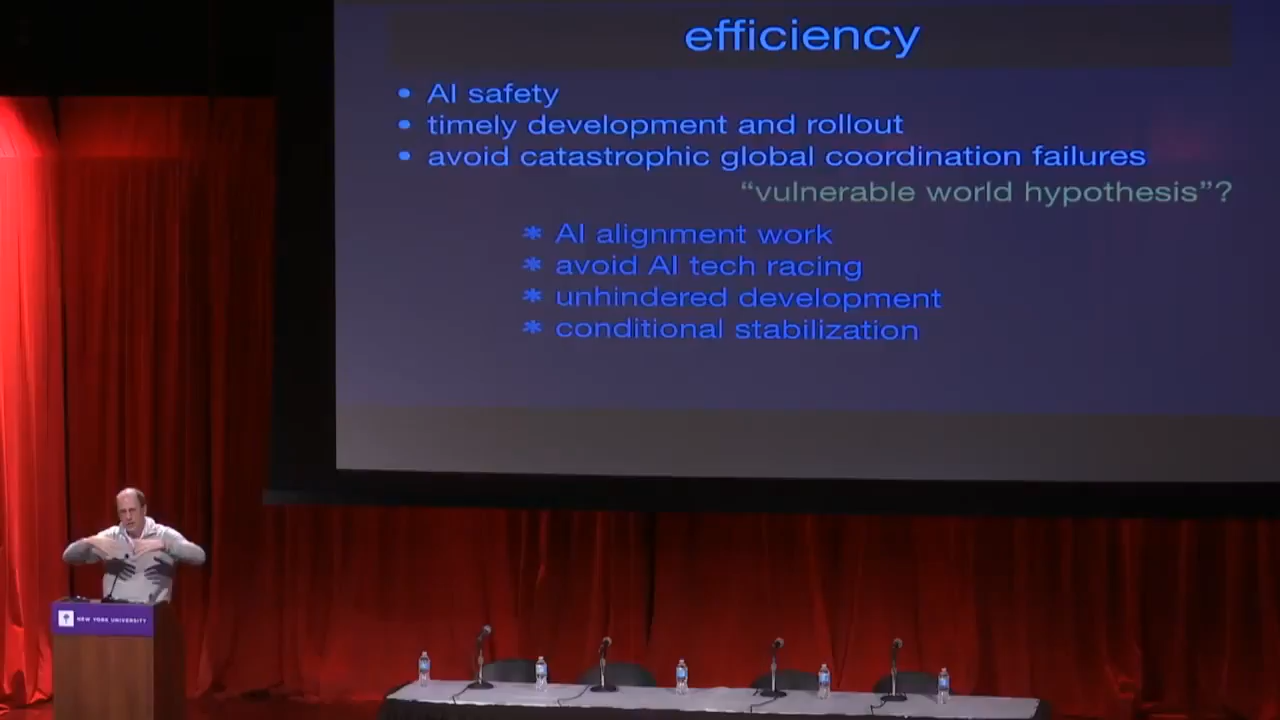 efficiency
• AI safety
• timely development and rollout
• avoid catastrophic global coordination failures
“vulnerable world hypothesis”?
* AI alignment work
* avoid AI tech racing
* unhindered development
* conditional stabilization
NEW YORK UNIVERSITY